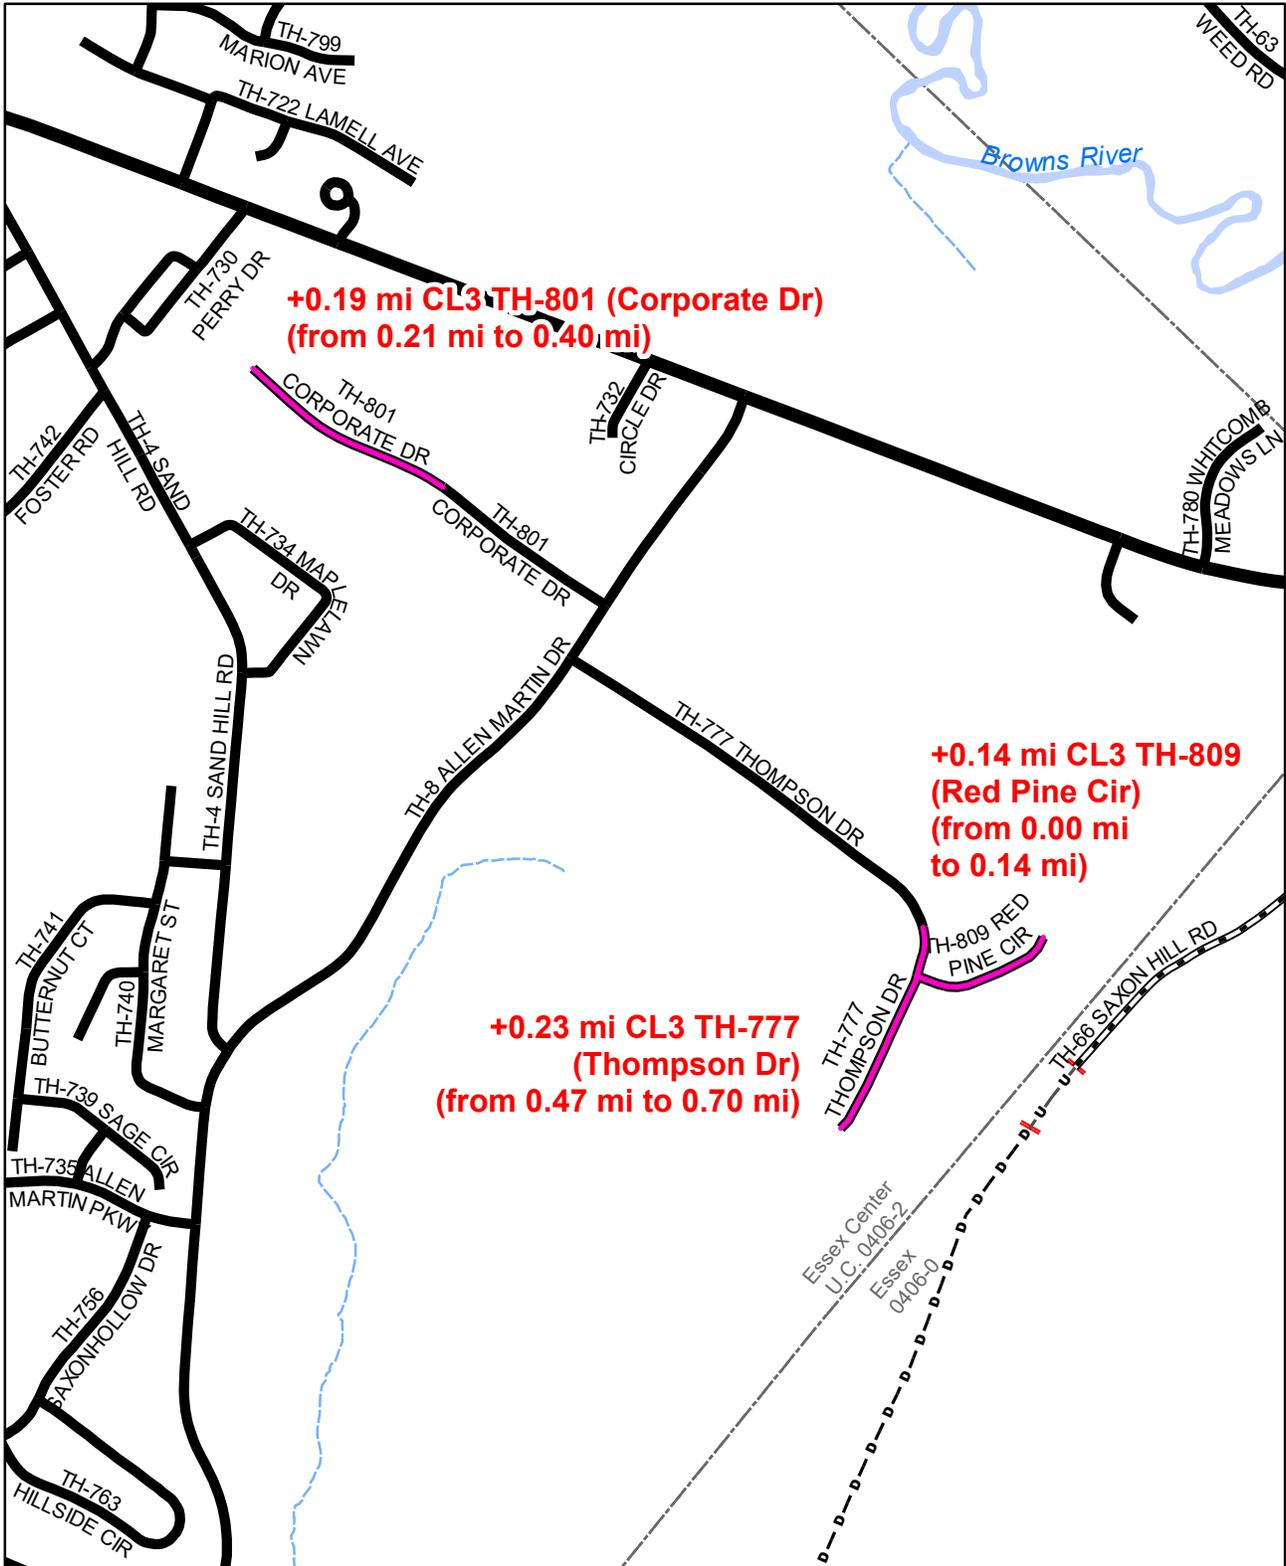 TH-799
MARION AVE
TH-63
WEED RD
TH-722 LAMELL AVE
Browns River
TH-730
PERRY DR
+0.19 mi CL3 TH-801 (Corporate Dr)
(from 0.21 mi to 0.40 mi)
TH-801
CORPORATE DR
TH-732
CIRCLE DR
TH-742
FOSTER RD
TH-4 SAND
HILL RD
TH-780 WHITCOMB
MEADOWS LN
TH-801
CORPORATE DR
TH-734 MAPLELAWN
DR
TH-4 SAND HILL RD
TH-8 ALLEN MARTIN DR
TH-777 THOMPSON DR
+0.14 mi CL3 TH-809
(Red Pine Cir)
(from 0.00 mi
to 0.14 mi)
TH-809 RED
PINE CIR
TH-741
BUTTERNUT CT
TH-740
MARGARET ST
TH-66 SAXON HILL RD
+0.23 mi CL3 TH-777
(Thompson Dr)
(from 0.47 mi to 0.70 mi)
TH-777
THOMPSON DR
U
U
D
D
D
D
D
D
D
D
D
D
D
TH-739 SAGE CIR
TH-735 ALLEN
MARTIN PKWY
Essex Center
U.C. 0406-2
Essex
0406-0
TH-756
SAXONHOLLOW DR
TH-763
HILLSIDE CIR